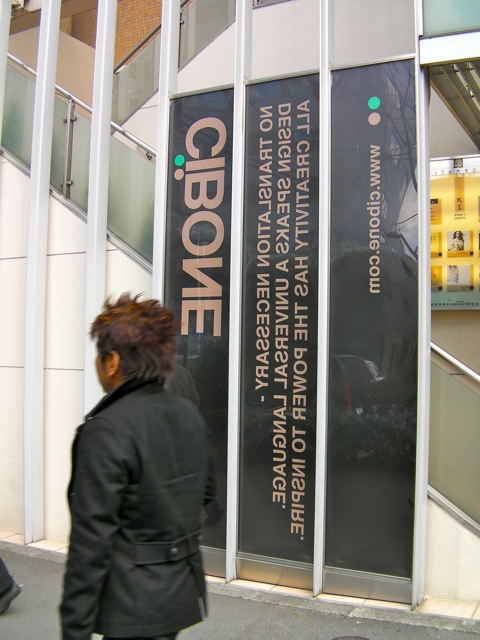 CiBONE
NO TRANSLATION NECESSARY -
DESIGN SPEAKS A UNIVERSAL LANGUAGE.
ALL CREATIVITY HAS THE POWER TO INSPIRE.
www.cibone.com